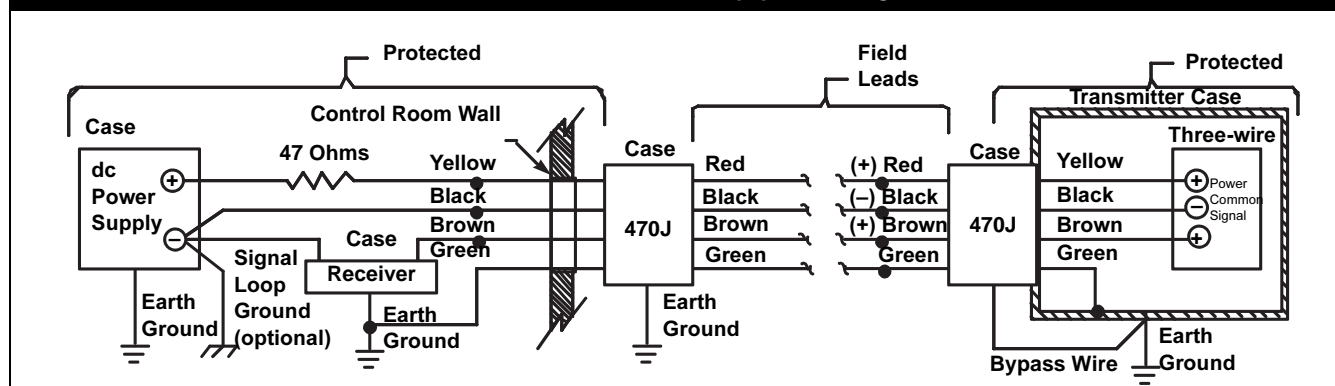 Protected
Field
Leads
Protected
Transmitter Case
Control Room Wall
Case
Three-wire
47 Ohms
Yellow
Case
Red
(+) Red
Case
Yellow
dc
Power
Supply
+
Black
Black
(–) Black
Black
+
Power
Common
Signal
–
+
Brown
470J
Brown
(+) Brown
470J
Brown
–
Case
Green
Green
Green
Green
Signal
Loop
Ground
(optional)
Receiver
Earth
Ground
Earth
Ground
Earth
Ground
Bypass Wire
Earth
Ground